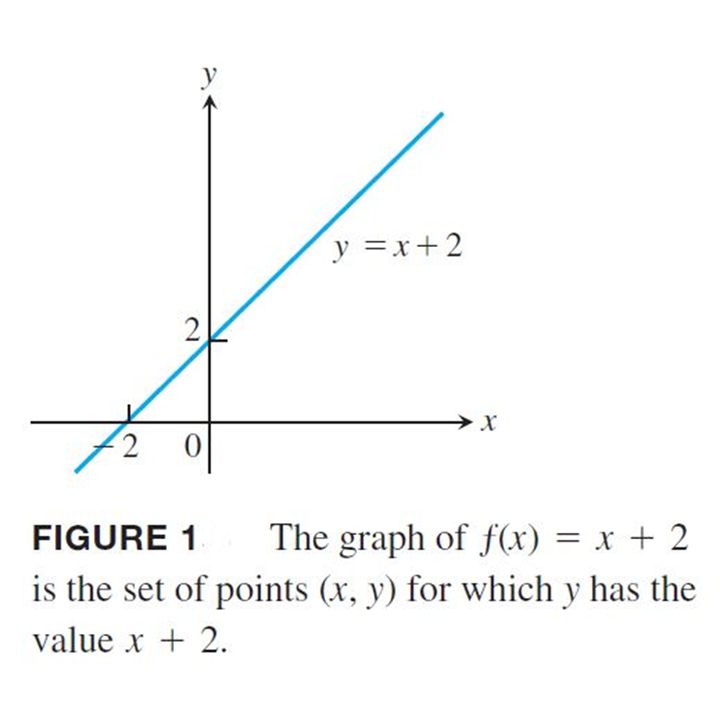 y
y = x + 2
2
x
−2 0
FIGURE 1 The graph of f(x) = x + 2
is the set of points (x, y) for which y has the
value x + 2.